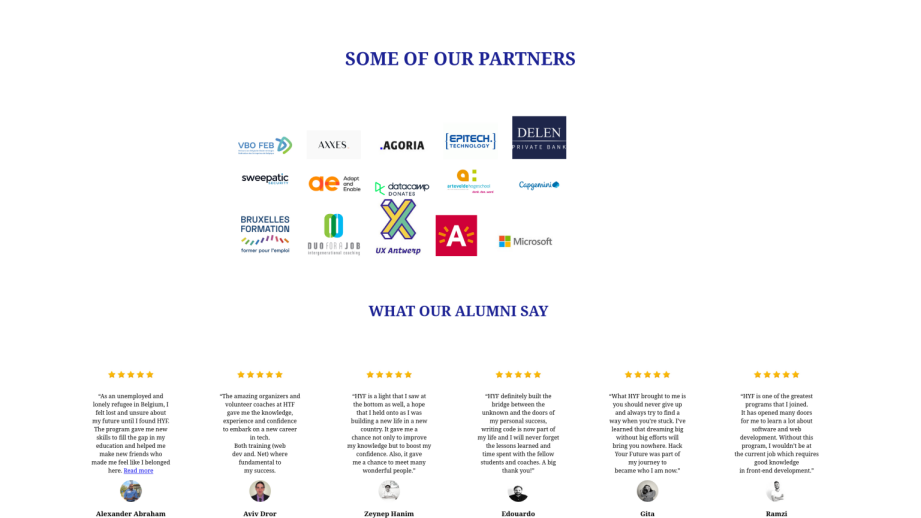 SOME OF OUR PARTNERS
VBO FEB
AXXES
.AGORIA
[EPITECH.]
TECHNOLOGY
DELEN
PRIVATE BANK
sweepatic
ae Adapt
and
Enable
datacamp
DONATES
a:
arteveldehogeschool
Capgemini
BRUXELLES
FORMATION
former pour l'emploi
DUO FOR A JOB
intergenerational coaching
UX Antwerp
A
Microsoft
WHAT OUR ALUMNI SAY
“As an unemployed and
lonely refugee in Belgium, I
felt lost and unsure about
my future until I found HYF.
The program gave me new
skills to fill the gap in my
education and helped me
make new friends who
made me feel like I belonged
here. Read more
Alexander Abraham
“The amazing organizers and
volunteer coaches at HTF
gave me the knowledge,
experience and confidence
to embark on a new career
in tech.
Both training (web
dev and. Net) where
fundamental to
my success.
Aviv Dror
“HYF is a light that I saw at
the bottom as well, a hope
that I held onto as I was
building a new life in a new
country. It gave me a
chance not only to improve
my knowledge but to boost my
confidence. Also, it gave
me a chance to meet many
wonderful people.”
Zeynep Hanim
“HYF definitely built the
bridge between the
unknown and the doors of
my personal success,
writing code is now part of
my life and I will never forget
the lessons learned and
time spent with the fellow
students and coaches. A big
thank you!”
Edouardo
“What HYF brought to me is
you should never give up
and always try to find a
way when you’re stuck. I’ve
learned that dreaming big
without big efforts will
bring you nowhere. Hack
Your Future was part of
my journey to
became who I am now.”
Gita
“HYF is one of the greatest
programs that I joined.
It has opened many doors
for me to learn a lot about
software and web
development. Without this
program, I wouldn’t be at
the current job which requires
good knowledge
in front-end development.”
Ramzi